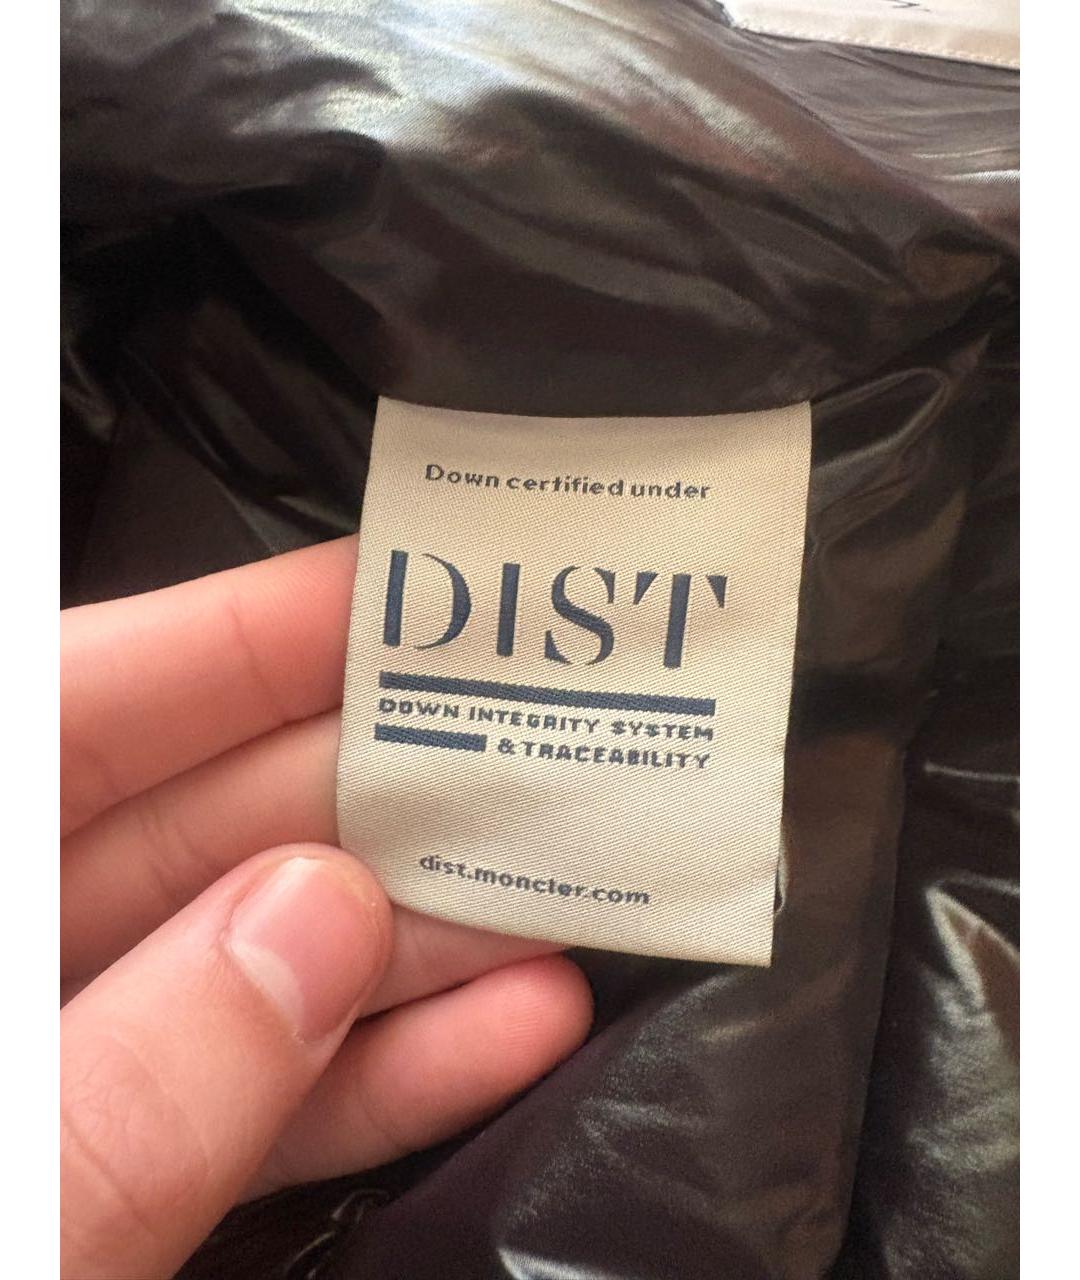 Down certified under
DIST
DOWN INTEGRITY SYSTEM
& TRACEABILITY
dist.moncler.com